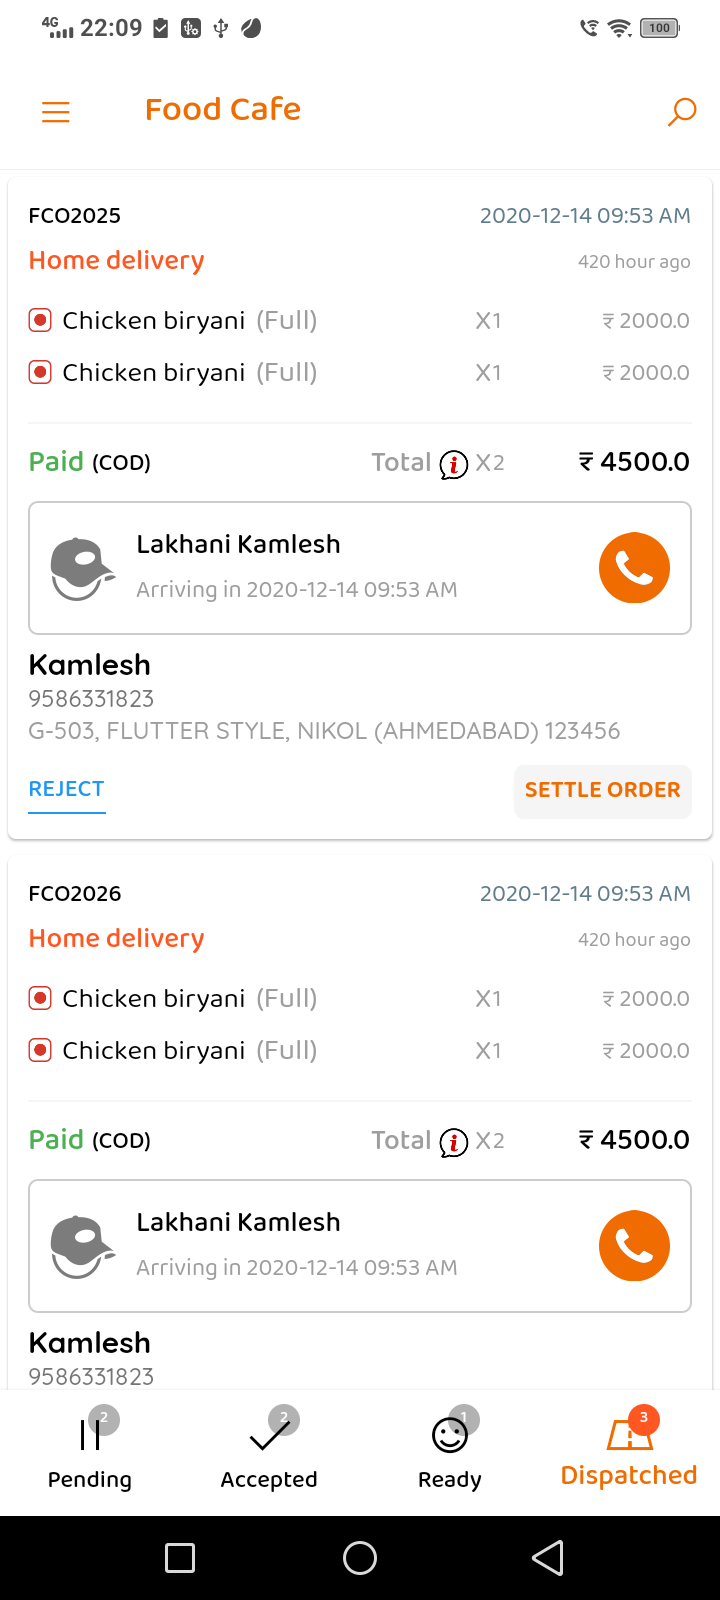 4G 22:09 100
Food Cafe
FCO2025 2020-12-14 09:53 AM
Home delivery 420 hour ago
Chicken biryani (Full) X1 ₹ 2000.0
Chicken biryani (Full) X1 ₹ 2000.0
Paid (COD) Total i X2 ₹ 4500.0
Lakhani Kamlesh
Arriving in 2020-12-14 09:53 AM
Kamlesh
9586331823
G-503, FLUTTER STYLE, NIKOL (AHMEDABAD) 123456
REJECT SETTLE ORDER
FCO2026 2020-12-14 09:53 AM
Home delivery 420 hour ago
Chicken biryani (Full) X1 ₹ 2000.0
Chicken biryani (Full) X1 ₹ 2000.0
Paid (COD) Total i X2 ₹ 4500.0
Lakhani Kamlesh
Arriving in 2020-12-14 09:53 AM
Kamlesh
9586331823
2 2 1 3
Pending Accepted Ready Dispatched